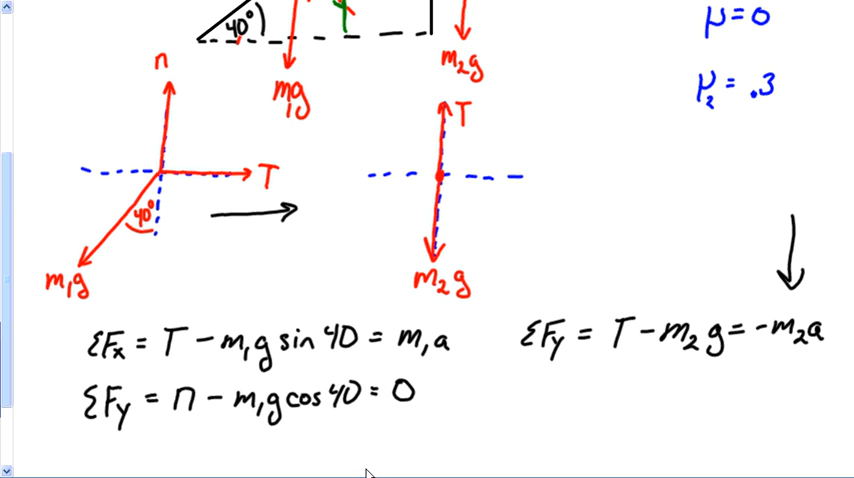 40°
m₁g
m₂g
μ = 0
μ₂ = .3
n
T
40°
m₁g
T
m₂g
ΣFx = T - m₁g sin 40 = m₁a
ΣFy = n - m₁g cos 40 = 0
ΣFy = T - m₂g = -m₂a